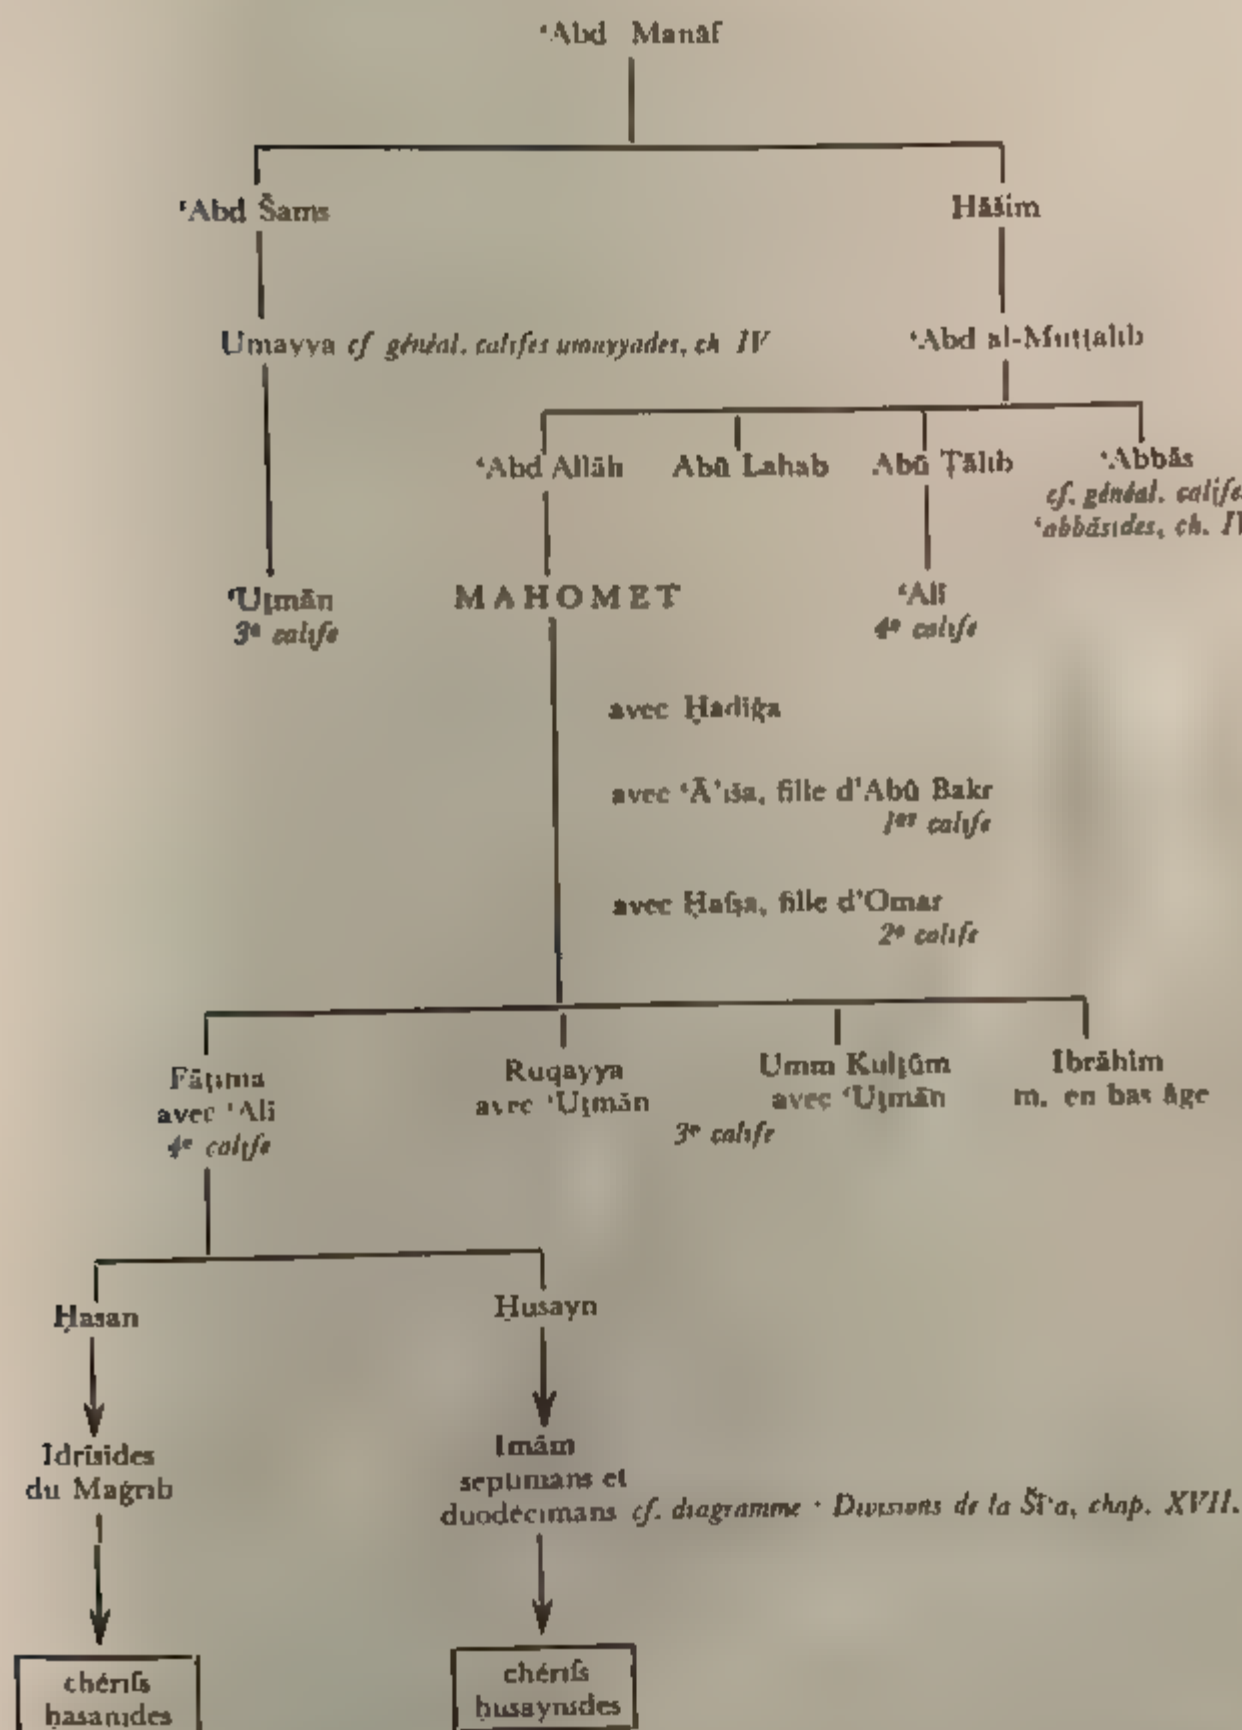 ‘Abd Manāf
‘Abd Šams
Hāšim
Umayya cf généal. califes umayyades, ch IV
‘Abd al-Muṭṭalib
‘Abd Allāh
Abū Lahab
Abū Ṭālib
‘Abbās
cf. généal. califes
‘abbāsides, ch.
‘Uṯmān
3e calife
MAHOMET
‘Alī
4e calife
avec Ḫadīǧa
avec ‘Ā’iša, fille d'Abū Bakr
1er calife
avec Ḥafṣa, fille d'Omar
2e calife
Fāṭima
avec ‘Alī
4e calife
Ruqayya
avec ‘Uṯmān
Umm Kulṯūm
avec ‘Uṯmān
3e calife
Ibrāhim
m. en bas âge
Ḥasan
Ḥusayn
Idrīsides
du Maġrib
Imām
septimans et
duodécimans cf. diagramme · Divisions de la Šī‘a, chap. XVII.
chérifs
ḥasanides
chérifs
ḥusaynides